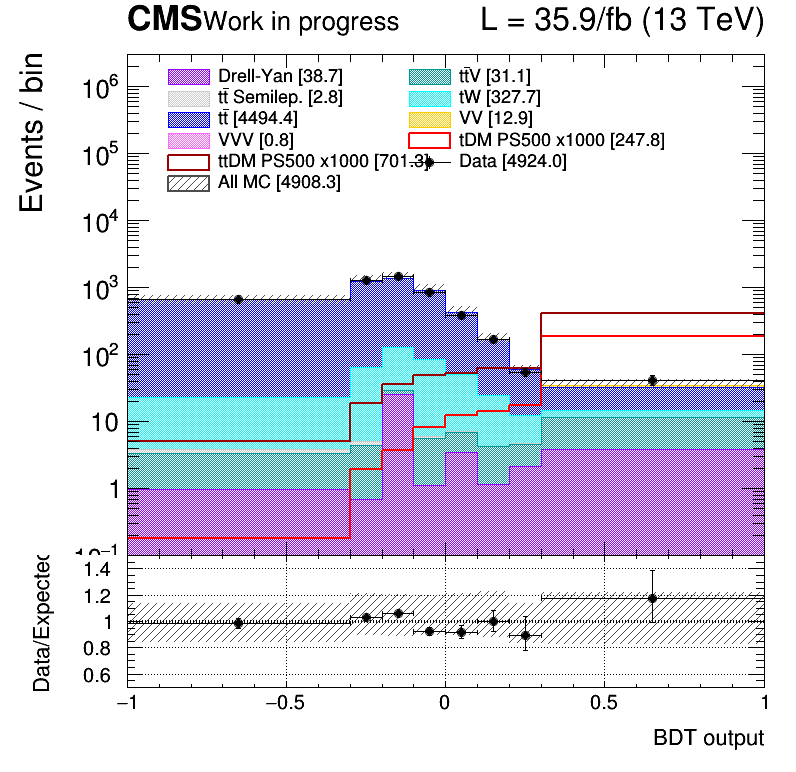 CMS Work in progress L = 35.9/fb (13 TeV)
Events / bin
Drell-Yan [38.7] tt̄V [31.1]
tt̄ Semilep. [2.8] tW [327.7]
tt̄ [4494.4] VV [12.9]
VVV [0.8] tDM PS500 x1000 [247.8]
ttDM PS500 x1000 [701.3] Data [4924.0]
All MC [4908.3]
10⁶
10⁵
10⁴
10³
10²
10
1
10⁻¹
Data/Expected
1.4
1.2
1
0.8
0.6
−1 −0.5 0 0.5 1
BDT output